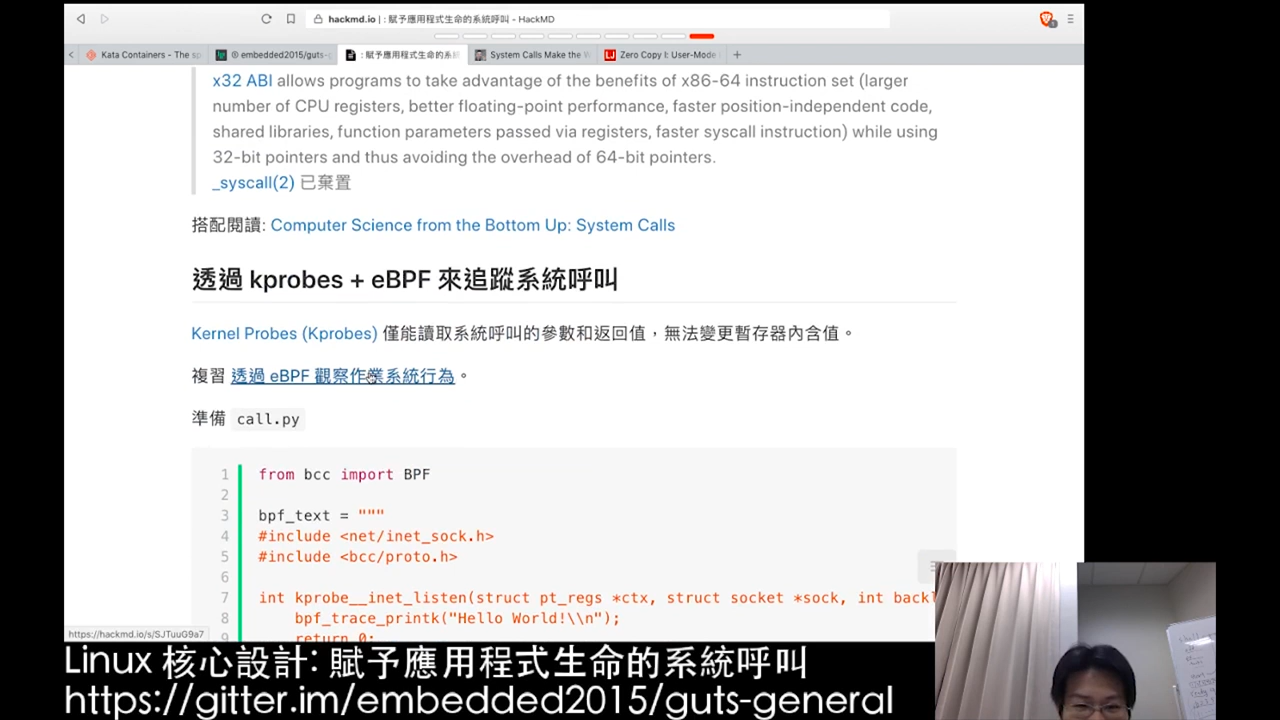 hackmd.io | : 賦予應用程式生命的系統呼叫 - HackMD
Kata Containers - The sp
embedded2015/guts-g
: 賦予應用程式生命的系統
System Calls Make the W
Zero Copy I: User-Mode
x32 ABI allows programs to take advantage of the benefits of x86-64 instruction set (larger
number of CPU registers, better floating-point performance, faster position-independent code,
shared libraries, function parameters passed via registers, faster syscall instruction) while using
32-bit pointers and thus avoiding the overhead of 64-bit pointers.
_syscall(2) 已棄置
搭配閱讀: Computer Science from the Bottom Up: System Calls
透過 kprobes + eBPF 來追蹤系統呼叫
Kernel Probes (Kprobes) 僅能讀取系統呼叫的參數和返回值，無法變更暫存器內含值。
複習 透過 eBPF 觀察作業系統行為。
準備 call.py
1 from bcc import BPF
2
3 bpf_text = """
4 #include <net/inet_sock.h>
5 #include <bcc/proto.h>
6
7 int kprobe__inet_listen(struct pt_regs *ctx, struct socket *sock, int backl
8 bpf_trace_printk("Hello World!\\n");
9 return 0;
https://hackmd.io/s/SJTuuG9a7
Linux 核心設計: 賦予應用程式生命的系統呼叫
https://gitter.im/embedded2015/guts-general